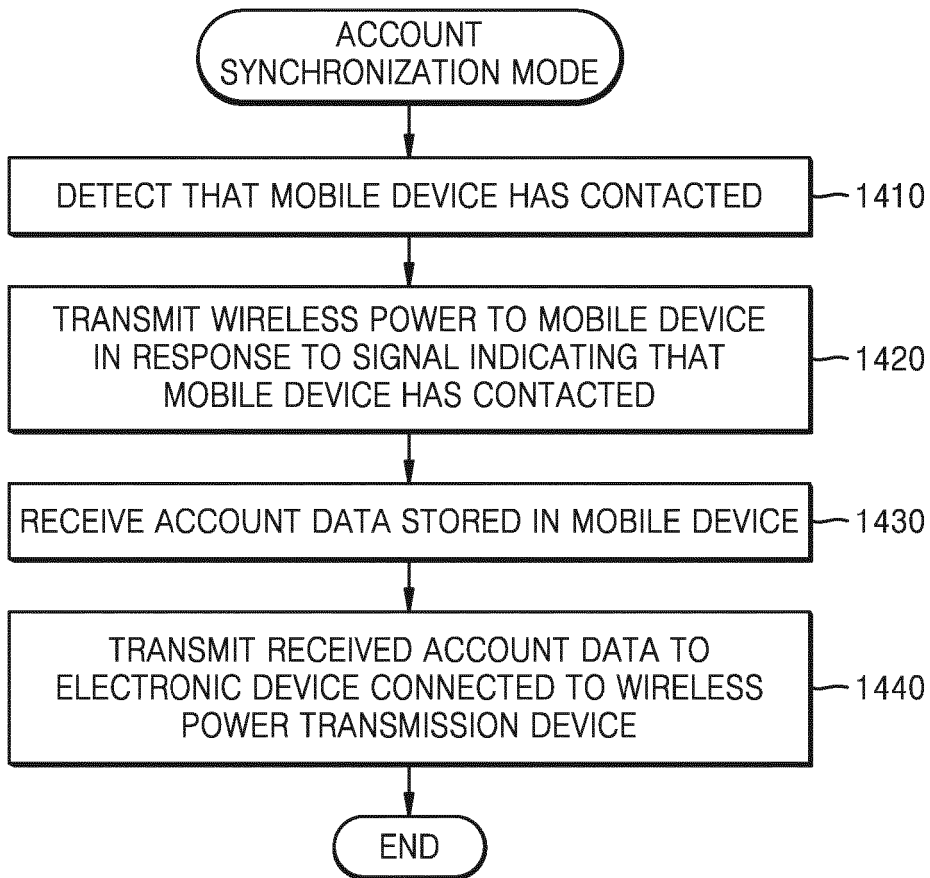 ACCOUNT
SYNCHRONIZATION MODE
DETECT THAT MOBILE DEVICE HAS CONTACTED
1410
TRANSMIT WIRELESS POWER TO MOBILE DEVICE
IN RESPONSE TO SIGNAL INDICATING THAT
MOBILE DEVICE HAS CONTACTED
1420
RECEIVE ACCOUNT DATA STORED IN MOBILE DEVICE
1430
TRANSMIT RECEIVED ACCOUNT DATA TO
ELECTRONIC DEVICE CONNECTED TO WIRELESS
POWER TRANSMISSION DEVICE
1440
END